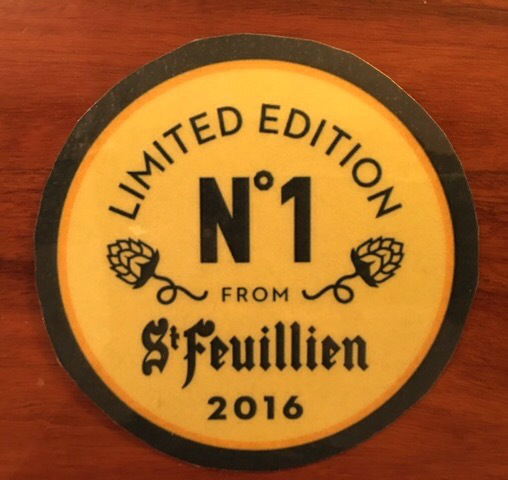 LIMITED EDITION
N°1
FROM
St Feuillien
2016